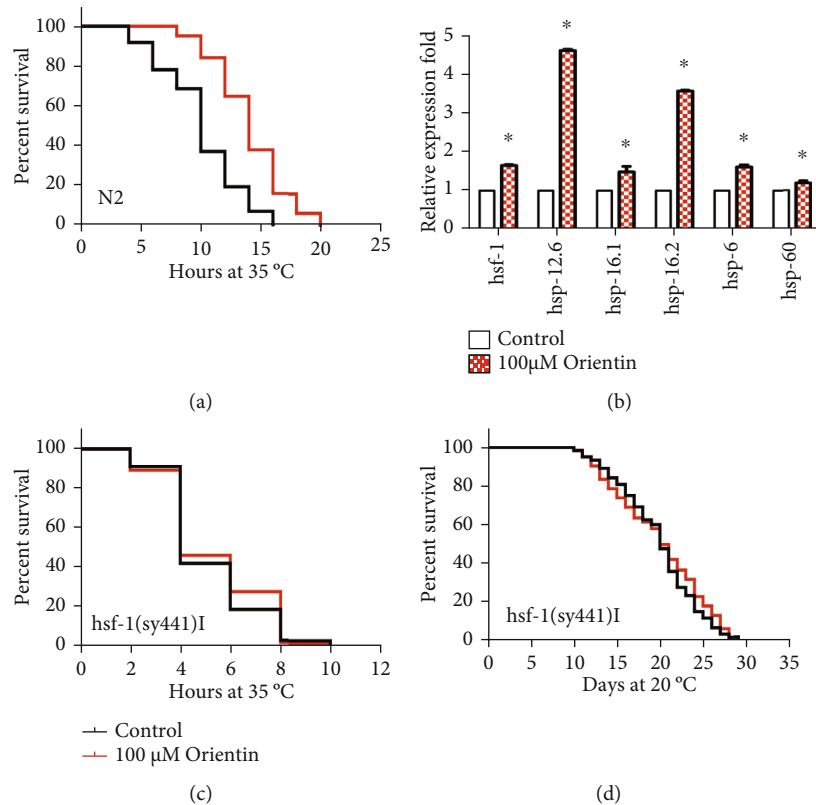 100
80
60
40
20
0
Percent survival
N2
0
5
10
15
20
25
Hours at 35 ºC
(a)
5
4
3
2
1
0
Relative expression fold
*
*
*
*
*
*
hsf-1
hsp-12.6
hsp-16.1
hsp-16.2
hsp-6
hsp-60
Control
100μM Orientin
(b)
100
80
60
40
20
0
Percent survival
hsf-1(sy441)I
0
2
4
6
8
10
12
Hours at 35 ºC
Control
100 μM Orientin
(c)
100
80
60
40
20
0
Percent survival
hsf-1(sy441)I
0
5
10
15
20
25
30
35
Days at 20 ºC
(d)